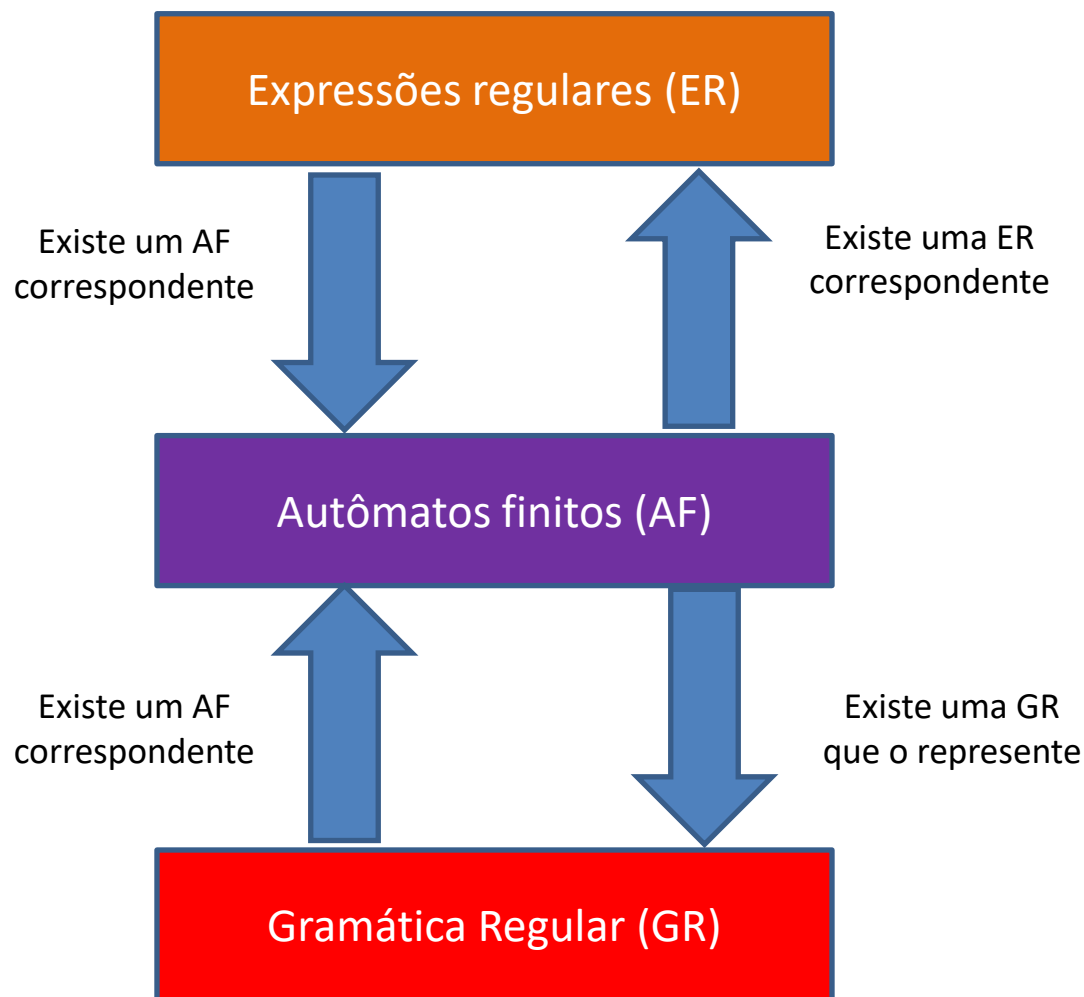 Expressões regulares (ER)
Existe um AF
correspondente
Existe uma ER
correspondente
Autômatos finitos (AF)
Existe um AF
correspondente
Existe uma GR
que o represente
Gramática Regular (GR)